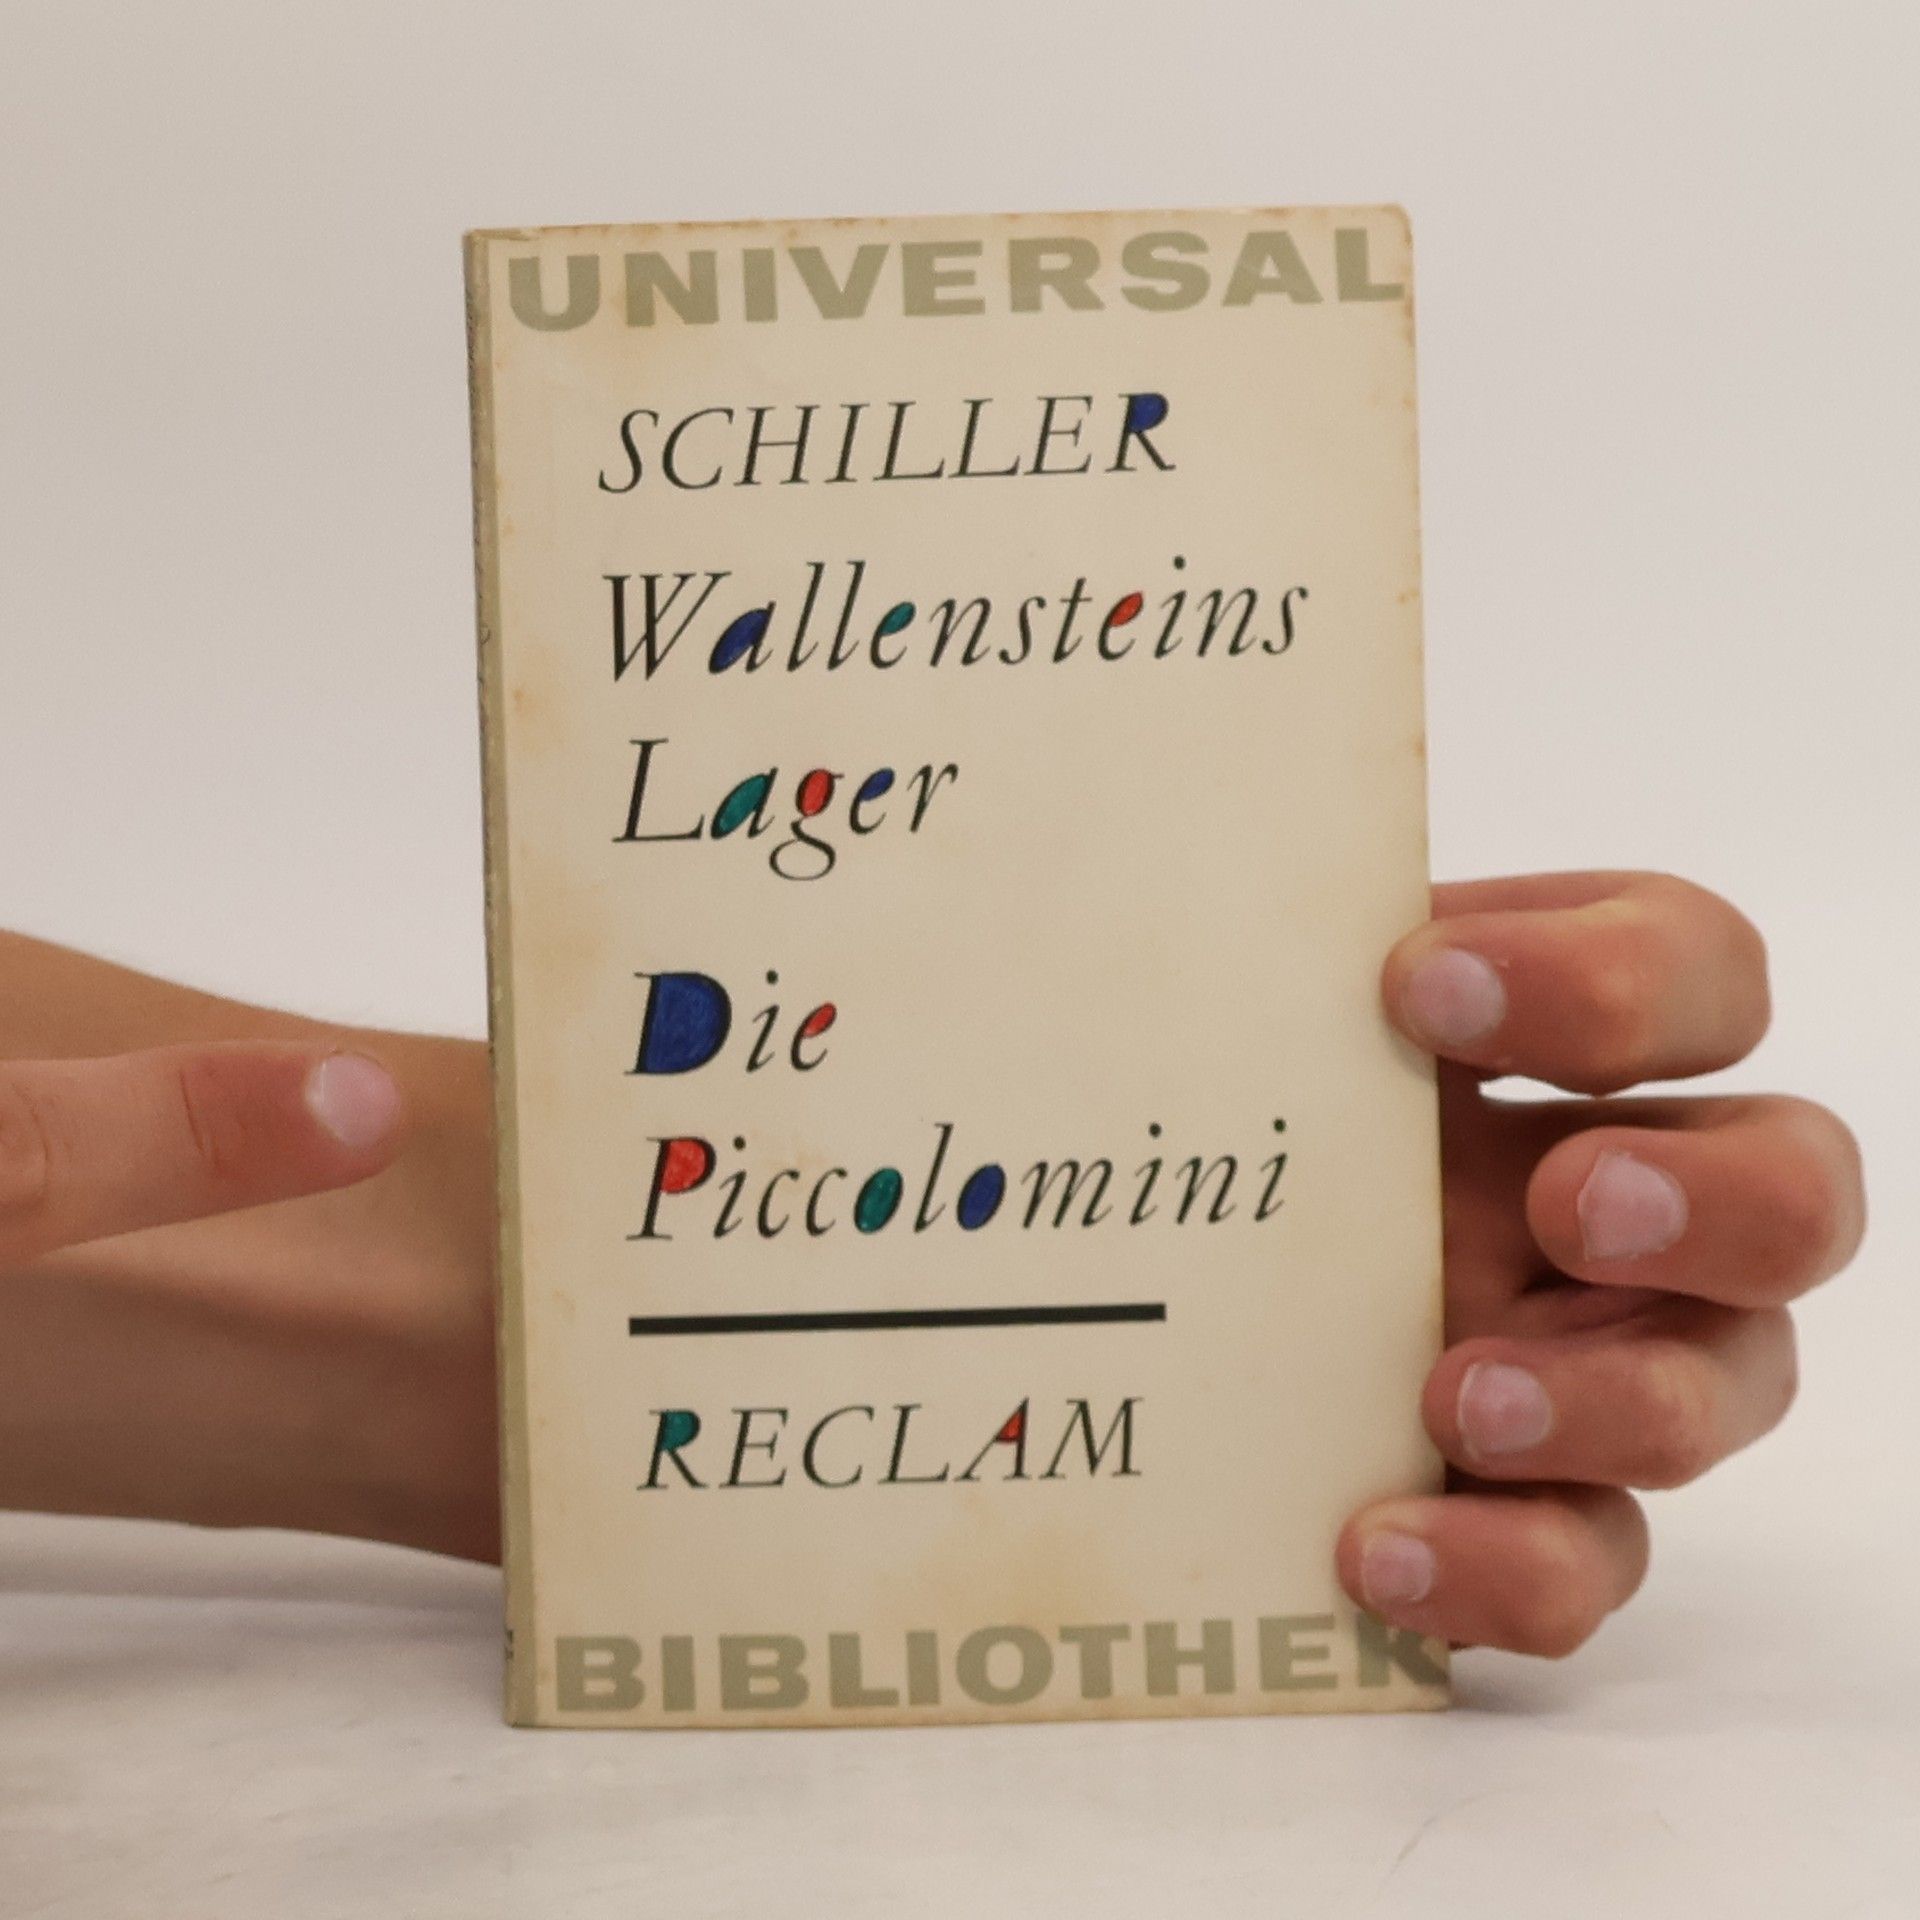 UNIVERSAL
SCHILLER
Wallensteins
Lager
Die
Piccolomini
RECLAM
BIBLIOTHEK